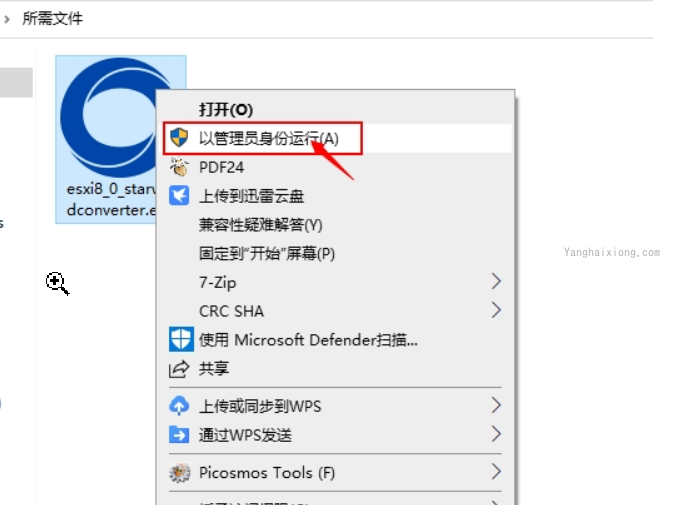 所需文件
打开(O)
以管理员身份运行(A)
PDF24
esxi8_0_starv
上传到迅雷云盘
dconverter.e
s
兼容性疑难解答(Y)
固定到"开始"屏幕(P)
Yanghaixiong.com
7-Zip
CRC SHA
使用 Microsoft Defender扫描...
共享
上传或同步到WPS
通过WPS发送
Picosmos Tools (F)